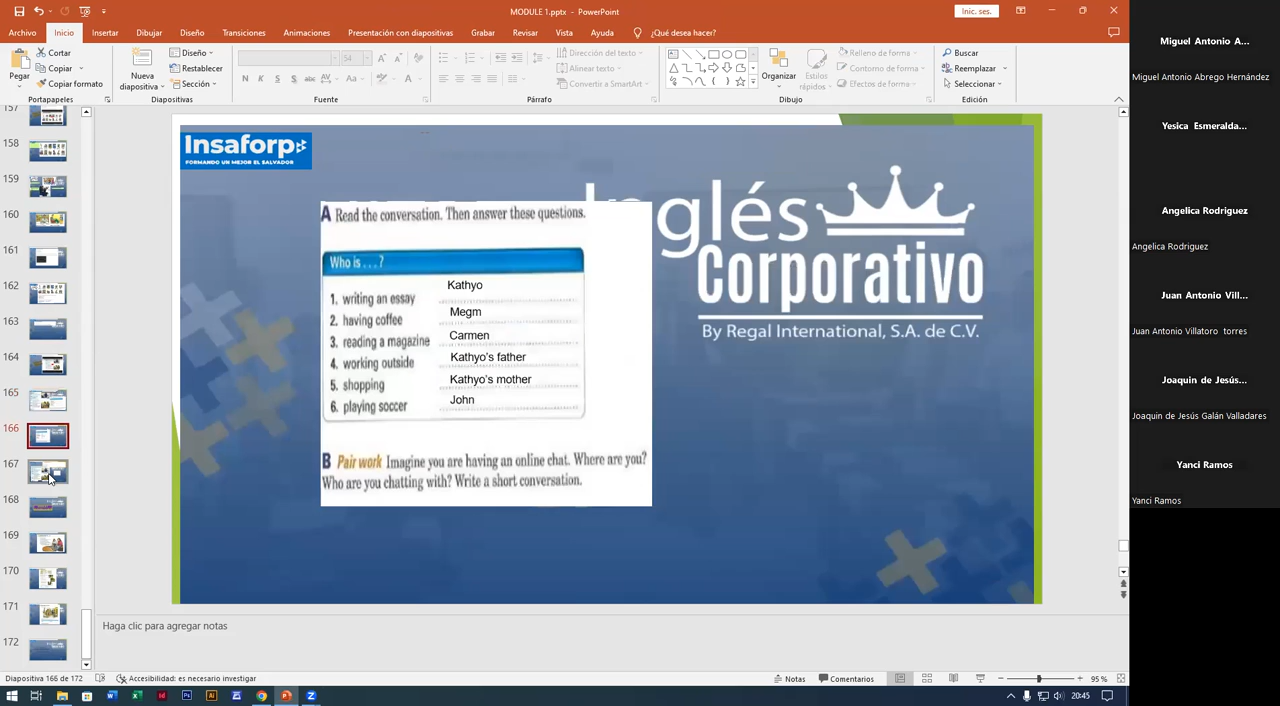 MODULE 1.pptx - PowerPoint
Inic. ses.
Archivo Inicio Insertar Dibujar Diseño Transiciones Animaciones Presentación con diapositivas Grabar Revisar Vista Ayuda ¿Qué desea hacer?
Pegar
Cortar
Copiar
Copiar formato
Portapapeles
Nueva diapositiva
Diseño
Restablecer
Sección
Diapositivas
54
N K S S abc AV Aa A
Fuente
Dirección del texto
Alinear texto
Convertir a SmartArt
Párrafo
Organizar
Estilos rápidos
Relleno de forma
Contorno de forma
Efectos de forma
Dibujo
Buscar
Reemplazar
Seleccionar
Edición
157
158
159
160
161
162
163
166
167
168
169
170
171
172
Insaforp
FORMANDO UN MEJOR EL SALVADOR
Inglés
Corporativo
By Regal International, S.A. de C.V.
A Read the conversation. Then answer these questions.
Who is . . . ?
1. writing an essay Kathyo
2. having coffee Megm
3. reading a magazine Carmen
4. working outside Kathyo's father
5. shopping Kathyo's mother
6. playing soccer John
B Pair work Imagine you are having an online chat. Where are you?
Who are you chatting with? Write a short conversation.
Haga clic para agregar notas
Diapositiva 166 de 172 Accesibilidad: es necesario investigar Notas Comentarios 95 %
20:45
Miguel Antonio A...
Miguel Antonio Abrego Hernández
Yesica Esmeralda...
Angelica Rodriguez
Angelica Rodriguez
Juan Antonio Vill...
Juan Antonio Villatoro torres
Joaquin de Jesús...
Joaquin de Jesús Galán Valladares
Yanci Ramos
Yanci Ramos